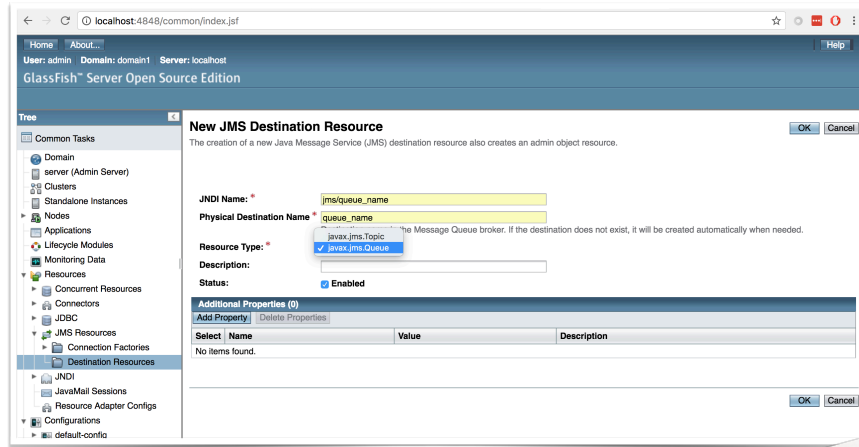 localhost:4848/common/index.jsf
Home About... Help
User: admin Domain: domain1 Server: localhost
GlassFish™ Server Open Source Edition
Tree
Common Tasks
Domain
server (Admin Server)
Clusters
Standalone Instances
Nodes
Applications
Lifecycle Modules
Monitoring Data
Resources
Concurrent Resources
Connectors
JDBC
JMS Resources
Connection Factories
Destination Resources
JNDI
JavaMail Sessions
Resource Adapter Configs
Configurations
default-config
New JMS Destination Resource
OK Cancel
The creation of a new Java Message Service (JMS) destination resource also creates an admin object resource.
JNDI Name: * jms/queue_name
Physical Destination Name * queue_name
the Message Queue broker. If the destination does not exist, it will be created automatically when needed.
javax.jms.Topic
Resource Type: * ✓ javax.jms.Queue
Description:
Status: Enabled
Additional Properties (0)
Add Property Delete Properties
Select Name Value Description
No items found.
OK Cancel